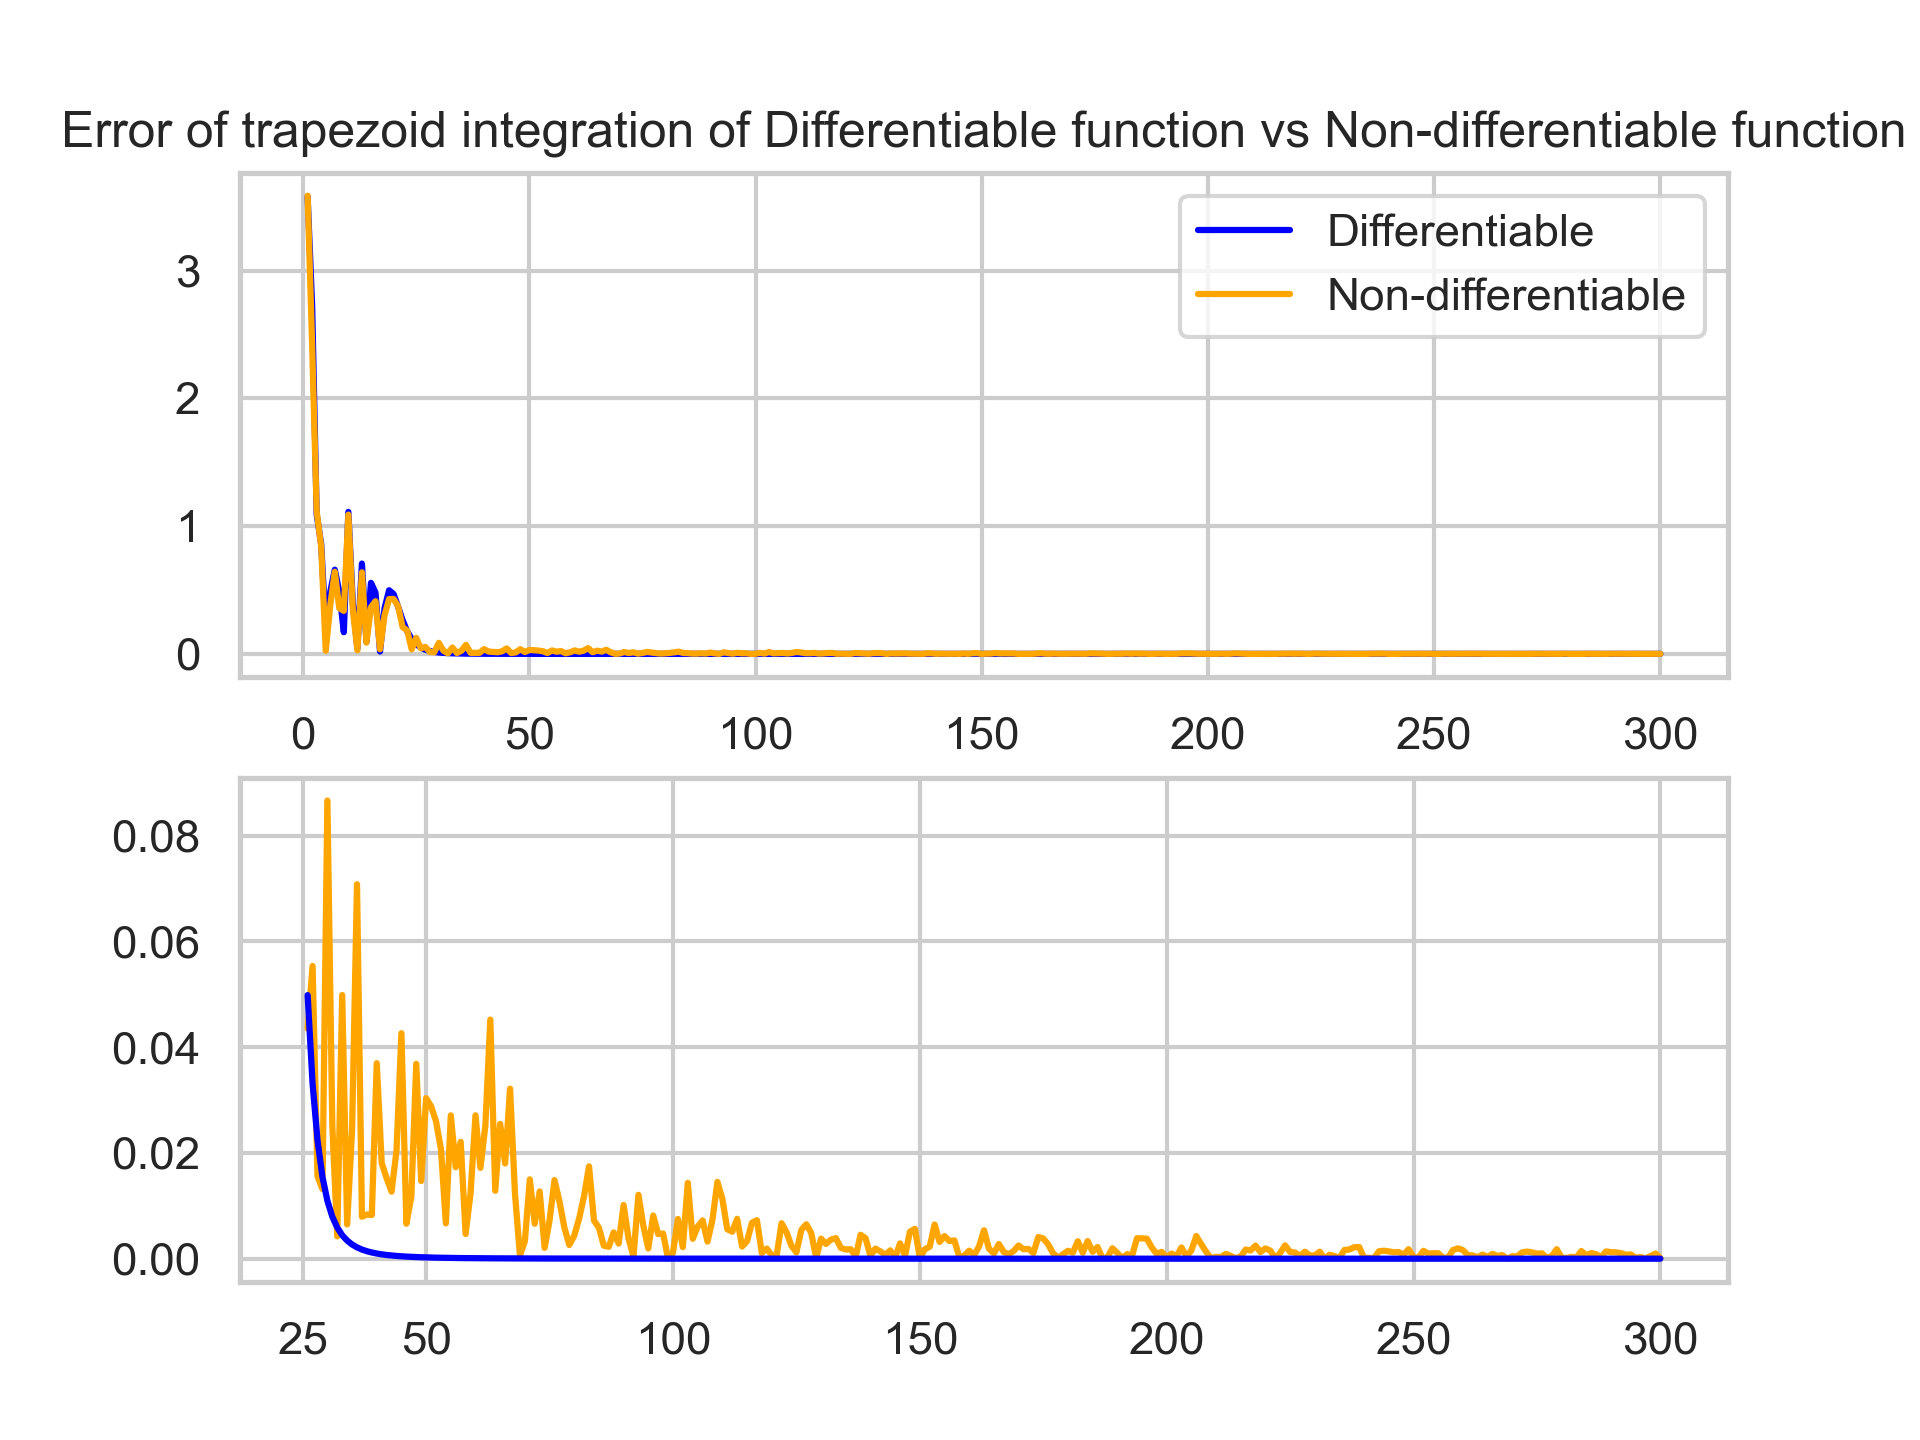 Error of trapezoid integration of Differentiable function vs Non-differentiable function
Differentiable
Non-differentiable
3
2
1
0
0 50 100 150 200 250 300
0.08
0.06
0.04
0.02
0.00
25 50 100 150 200 250 300